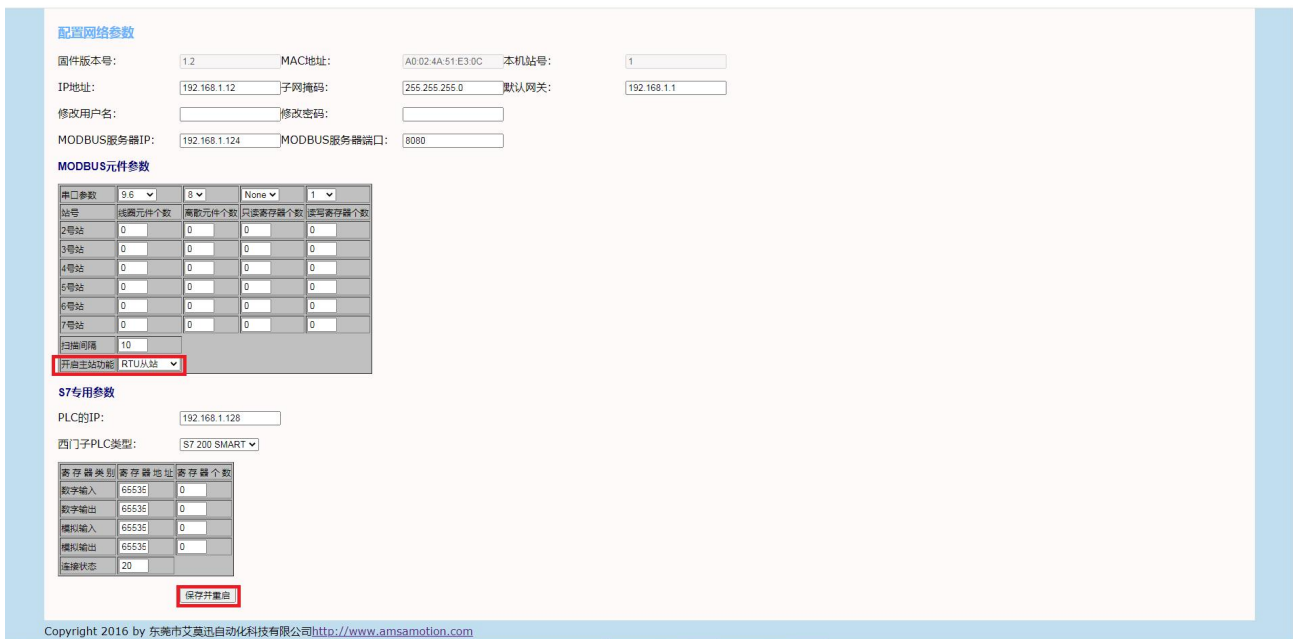 配置网络参数
固件版本号: 1.2 MAC地址: A0:02:4A:51:E3:0C 本机站号: 1
IP地址: 192.168.1.12 子网掩码: 255.255.255.0 默认网关: 192.168.1.1
修改用户名: 修改密码:
MODBUS服务器IP: 192.168.1.124 MODBUS服务器端口: 8080
MODBUS元件参数
串口参数 9.6 8 None 1
站号 线圈元件个数 离散元件个数 只读寄存器个数 读写寄存器个数
2号站 0 0 0 0
3号站 0 0 0 0
4号站 0 0 0 0
5号站 0 0 0 0
6号站 0 0 0 0
7号站 0 0 0 0
扫描间隔 10
开启主站功能 RTU从站
S7专用参数
PLC的IP: 192.168.1.128
西门子PLC类型: S7 200 SMART
寄存器类别 寄存器地址 寄存器个数
数字输入 65535 0
数字输出 65535 0
模拟输入 65535 0
模拟输出 65535 0
连接状态 20
保存并重启
Copyright 2016 by 东莞市艾莫迅自动化科技有限公司http://www.amsamotion.com